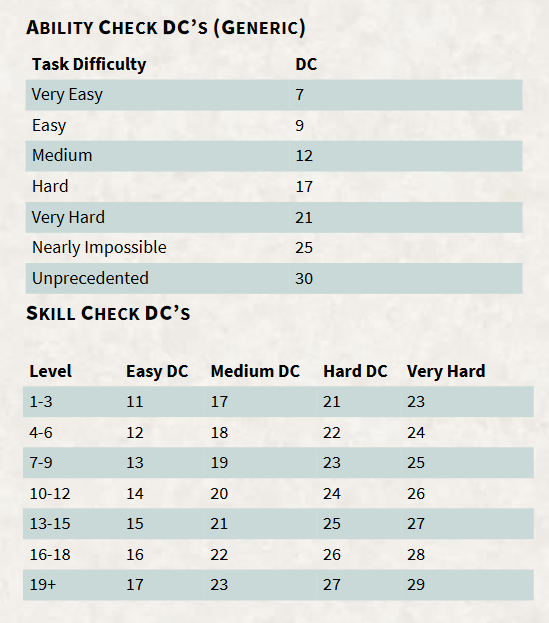 Ability Check DC's (Generic)
Task Difficulty DC
Very Easy 7
Easy 9
Medium 12
Hard 17
Very Hard 21
Nearly Impossible 25
Unprecedented 30
Skill Check DC's
Level Easy DC Medium DC Hard DC Very Hard
1-3 11 17 21 23
4-6 12 18 22 24
7-9 13 19 23 25
10-12 14 20 24 26
13-15 15 21 25 27
16-18 16 22 26 28
19+ 17 23 27 29